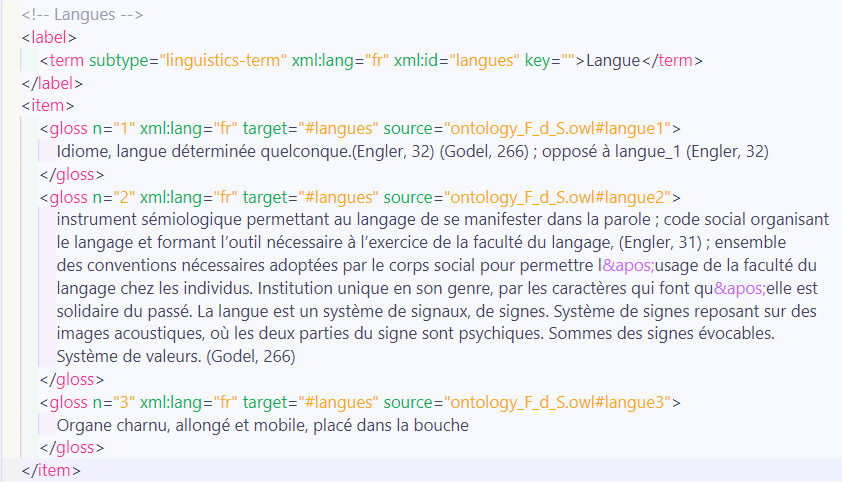 <!-- Langues -->
<label>
<term subtype="linguistics-term" xml:lang="fr" xml:id="langues" key="">Langue</term>
</label>
<item>
<gloss n="1" xml:lang="fr" target="#langues" source="ontology_F_d_S.owl#langue1">
Idiome, langue déterminée quelconque.(Engler, 32) (Godel, 266) ; opposé à langue_1 (Engler, 32)
</gloss>
<gloss n="2" xml:lang="fr" target="#langues" source="ontology_F_d_S.owl#langue2">
instrument sémiologique permettant au langage de se manifester dans la parole ; code social organisant
le langage et formant l’outil nécessaire à l’exercice de la faculté du langage, (Engler, 31) ; ensemble
des conventions nécessaires adoptées par le corps social pour permettre l&apos;usage de la faculté du
langage chez les individus. Institution unique en son genre, par les caractères qui font qu&apos;elle est
solidaire du passé. La langue est un système de signaux, de signes. Système de signes reposant sur des
images acoustiques, où les deux parties du signe sont psychiques. Sommes des signes évocables.
Système de valeurs. (Godel, 266)
</gloss>
<gloss n="3" xml:lang="fr" target="#langues" source="ontology_F_d_S.owl#langue3">
Organe charnu, allongé et mobile, placé dans la bouche
</gloss>
</item>